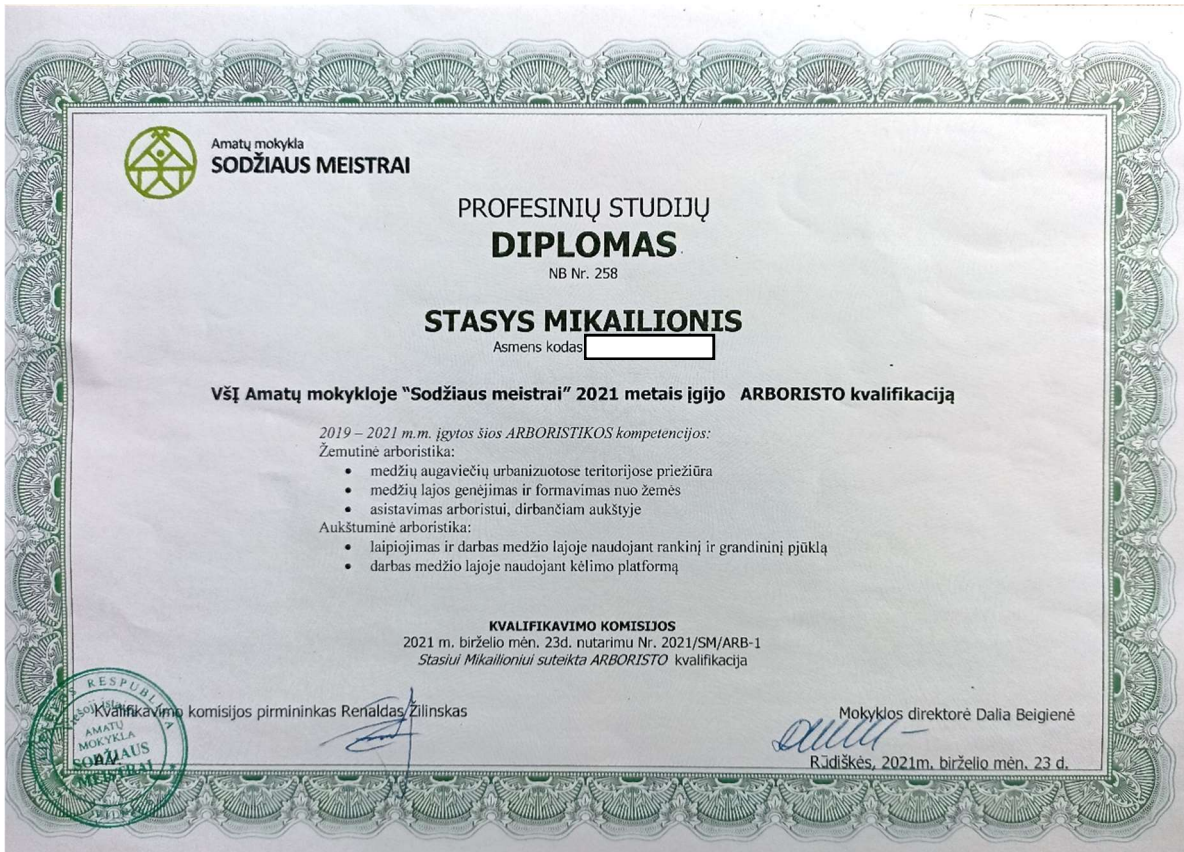 Amatų mokykla
SODŽIAUS MEISTRAI
PROFESINIŲ STUDIJŲ
DIPLOMAS
NB Nr. 258
STASYS MIKAILIONIS
Asmens kodas
VšĮ Amatų mokykloje “Sodžiaus meistrai” 2021 metais įgijo ARBORISTO kvalifikaciją
2019 – 2021 m.m. įgytos šios ARBORISTIKOS kompetencijos:
Žemutinė arboristika:
• medžių augaviečių urbanizuotose teritorijose priežiūra
• medžių lajos genėjimas ir formavimas nuo žemės
• asistavimas arboristui, dirbančiam aukštyje
Aukštuminė arboristika:
• laipiojimas ir darbas medžio lajoje naudojant rankinį ir grandininį pjūklą
• darbas medžio lajoje naudojant kėlimo platformą
KVALIFIKAVIMO KOMISIJOS
2021 m. birželio mėn. 23d. nutarimu Nr. 2021/SM/ARB-1
Stasiui Mikailioniui suteikta ARBORISTO kvalifikacija
Kvalifikavimo komisijos pirmininkas Renaldas Žilinskas
Mokyklos direktorė Dalia Beigienė
Rūdiškės, 2021m. birželio mėn. 23 d.
AMATŲ
MOKYKLA
SODŽIAUS
MEISTRAI